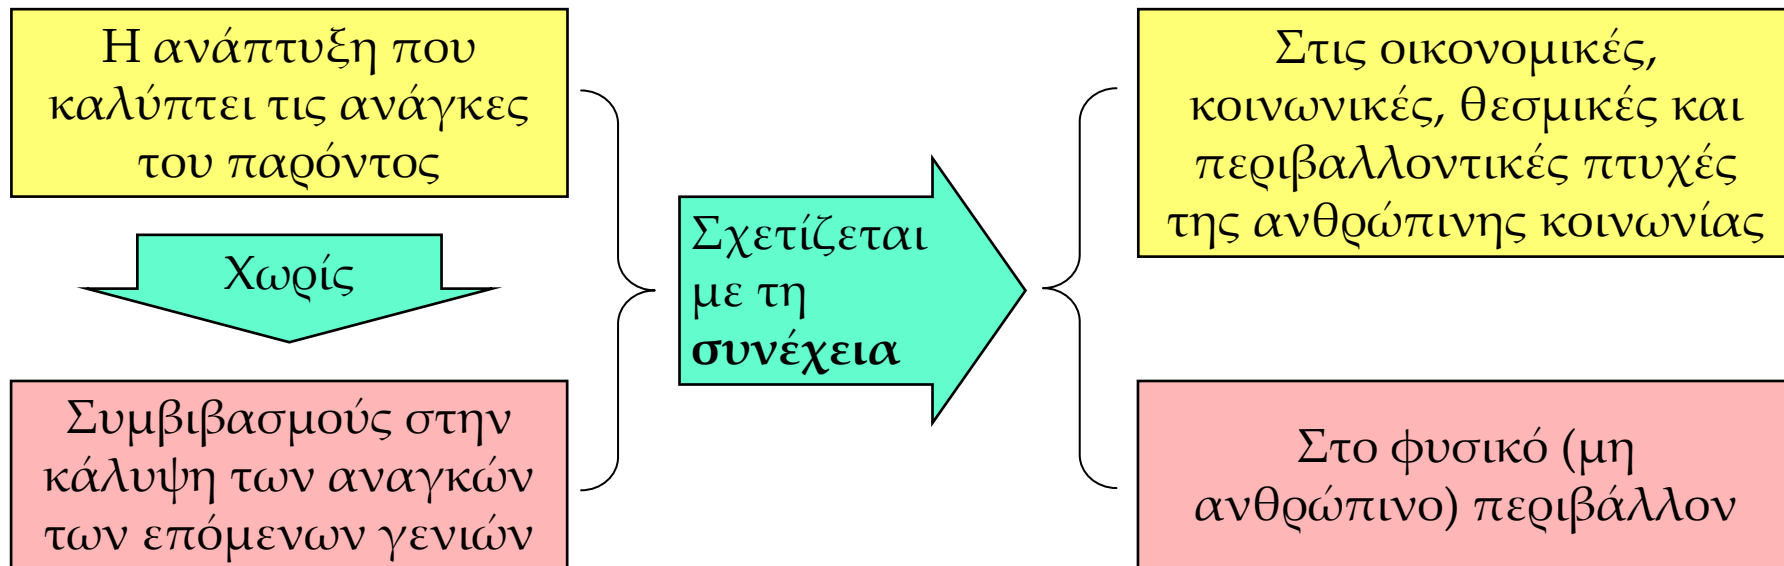 Η ανάπτυξη που
καλύπτει τις ανάγκες
του παρόντος
Χωρίς
Συμβιβασμούς στην
κάλυψη των αναγκών
των επόμενων γενιών
Σχετίζεται
με τη
συνέχεια
Στις οικονομικές,
κοινωνικές, θεσμικές και
περιβαλλοντικές πτυχές
της ανθρώπινης κοινωνίας
Στο φυσικό (μη
ανθρώπινο) περιβάλλον